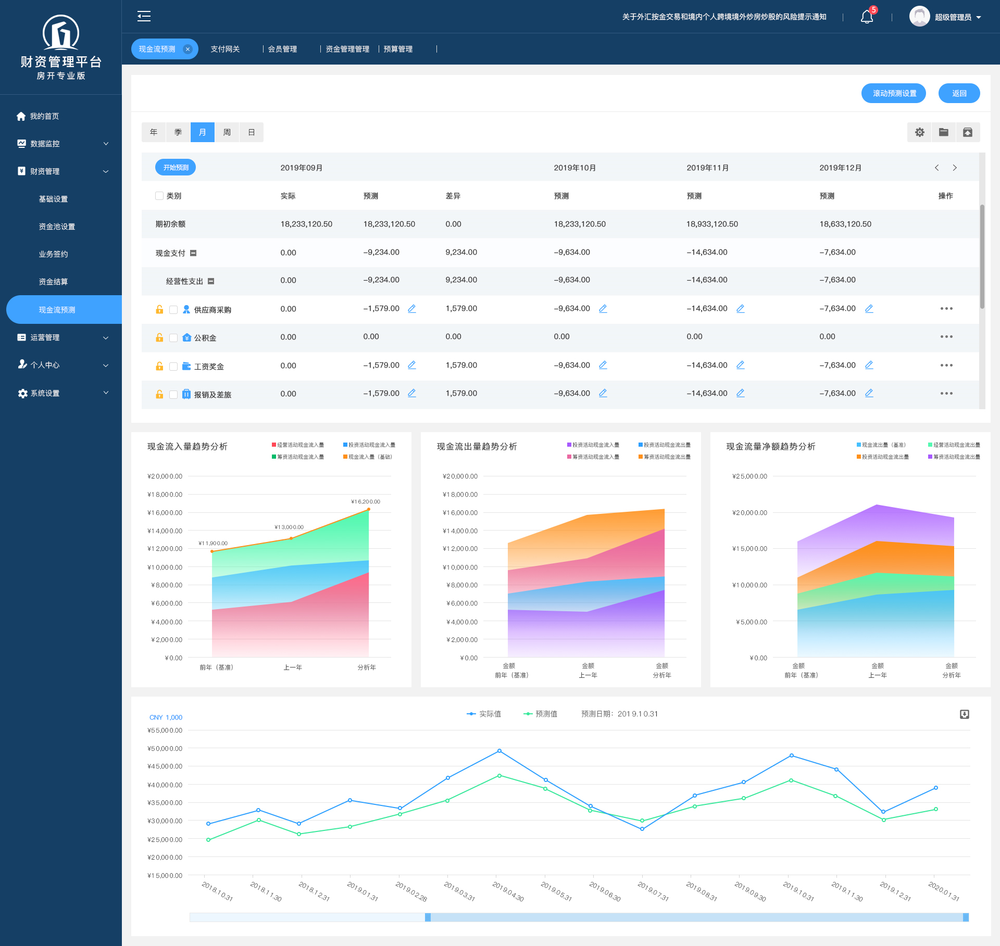 财资管理平台
房开专业版
我的首页
数据监控
财资管理
基础设置
资金池设置
业务签约
资金结算
现金流预测
运营管理
个人中心
系统设置
关于外汇按金交易和境内个人跨境境外炒房炒股的风险提示通知
5
超级管理员
现金流预测 支付网关 会员管理 资金管理管理 预算管理
滚动预测设置 返回
年 季 月 周 日
开始预测 2019年09月 2019年10月 2019年11月 2019年12月
类别 实际 预测 差异 预测 预测 预测 操作
期初余额 18,233,120.50 18,233,120.50 0.00 18,233,120.50 18,933,120.50 18,633,120.50
现金支付 0.00 -9,234.00 9,234.00 -9,634.00 -14,634.00 -7,634.00
经营性支出 0.00 -9,234.00 9,234.00 -9,634.00 -14,634.00 -7,634.00
供应商采购 0.00 -1,579.00 1,579.00 -9,634.00 -14,634.00 -7,634.00
公积金 0.00 0.00 0.00 0.00 0.00 0.00
工资奖金 0.00 -1,579.00 1,579.00 -9,634.00 -14,634.00 -7,634.00
报销及差旅 0.00 -1,579.00 1,579.00 -9,634.00 -14,634.00 -7,634.00
现金流入量趋势分析
经营活动现金流入量 投资活动现金流入量
筹资活动现金流入量 现金流入量（基础）
¥20,000.00
¥18,000.00
¥16,000.00
¥14,000.00
¥12,000.00
¥10,000.00
¥8,000.00
¥6,000.00
¥4,000.00
¥2,000.00
¥0.00
¥11,900.00
¥13,000.00
¥16,200.00
前年（基准） 上一年 分析年
现金流出量趋势分析
投资活动现金流入量 投资活动现金流出量
筹资活动现金流入量 筹资活动现金流出量
¥20,000.00
¥18,000.00
¥16,000.00
¥14,000.00
¥12,000.00
¥10,000.00
¥8,000.00
¥6,000.00
¥4,000.00
¥2,000.00
¥0.00
金额 金额 金额
前年（基准） 上一年 分析年
现金流量净额趋势分析
现金流出量（基准） 经营活动现金流出量
投资活动现金流出量 筹资活动现金流出量
¥25,000.00
¥20,000.00
¥15,000.00
¥10,000.00
¥5,000.00
¥0.00
金额 金额 金额
前年（基准） 上一年 分析年
实际值 预测值 预测日期：2019.10.31
CNY 1,000
¥55,000.00
¥50,000.00
¥45,000.00
¥40,000.00
¥35,000.00
¥30,000.00
¥25,000.00
¥20,000.00
¥15,000.00
2018.10.31 2018.11.30 2018.12.31 2019.01.31 2019.02.28 2019.03.31 2019.04.30 2019.05.31 2019.06.30 2019.07.31 2019.08.31 2019.09.30 2019.10.31 2019.11.30 2019.12.31 2020.01.31